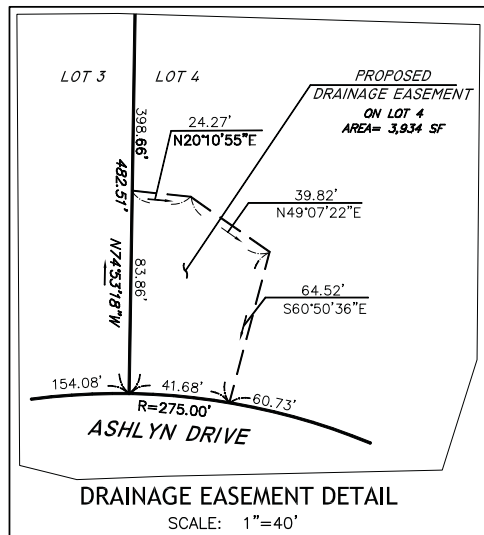 LOT 3
LOT 4
PROPOSED
DRAINAGE EASEMENT
ON LOT 4
AREA= 3,934 SF
398.66'
24.27'
N20°10'55"E
482.51'
39.82'
N49°07'22"E
N74°53'18"W
83.86'
64.52'
S60°50'36"E
154.08'
41.68'
60.73'
R=275.00'
ASHLYN DRIVE
DRAINAGE EASEMENT DETAIL
SCALE: 1"=40'